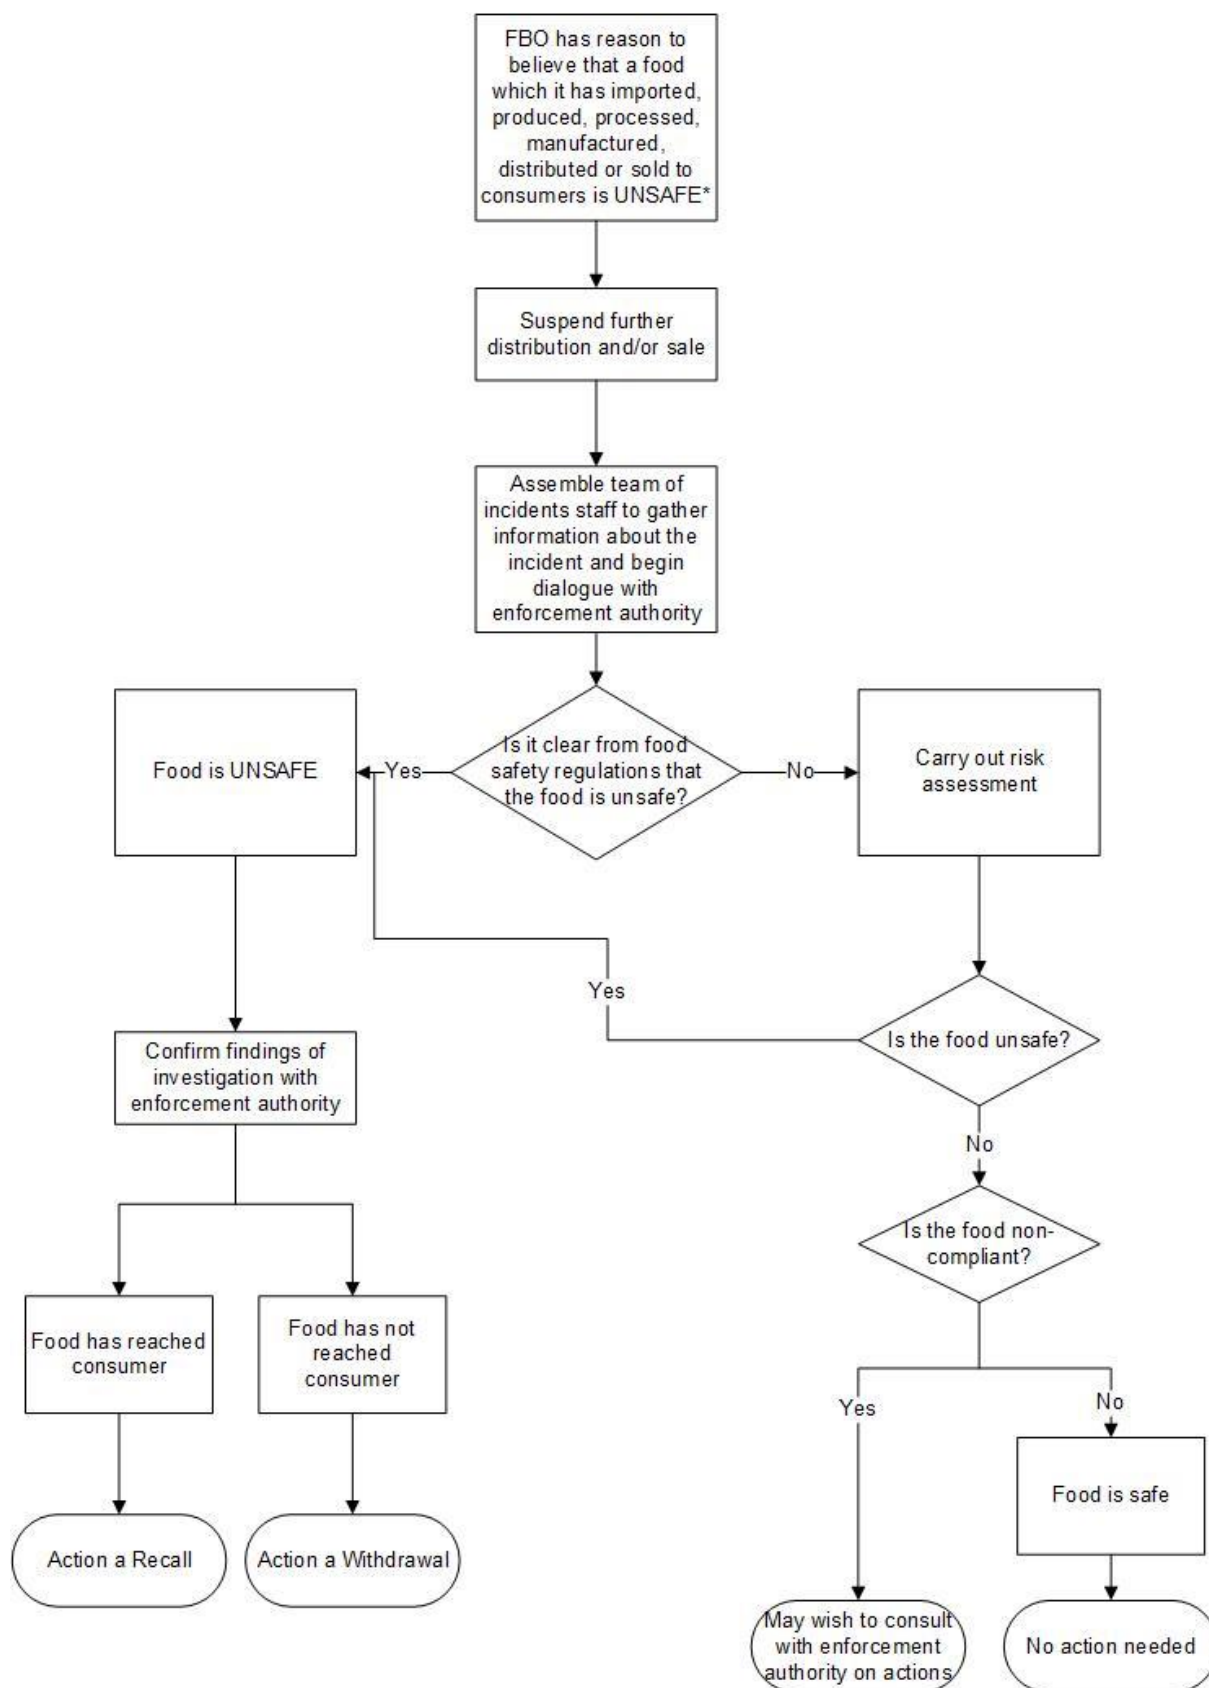 FBO has reason to
believe that a food
which it has imported,
produced, processed,
manufactured,
distributed or sold to
consumers is UNSAFE*
Suspend further
distribution and/or sale
Assemble team of
incidents staff to gather
information about the
incident and begin
dialogue with
enforcement authority
Is it clear from food
safety regulations that
the food is unsafe?
Yes
No
Food is UNSAFE
Carry out risk
assessment
Yes
Is the food unsafe?
Confirm findings of
investigation with
enforcement authority
No
Is the food non-
compliant?
Food has reached
consumer
Food has not
reached
consumer
Yes
No
Food is safe
Action a Recall
Action a Withdrawal
May wish to consult
with enforcement
authority on actions
No action needed